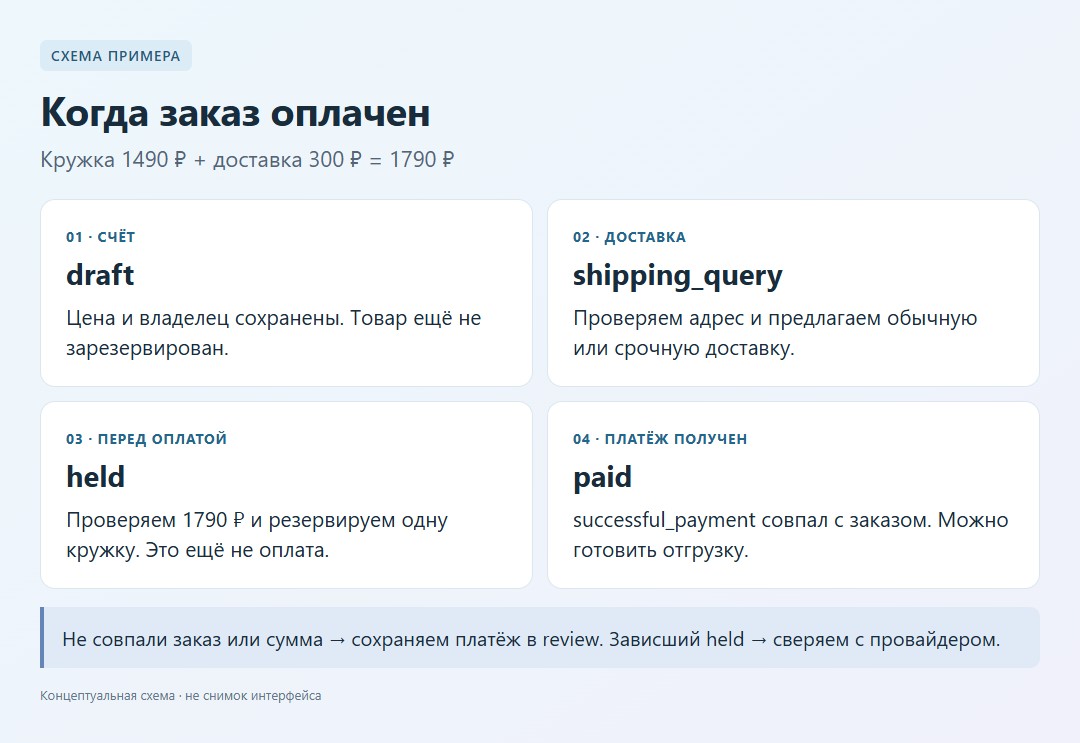 СХЕМА ПРИМЕРА
Когда заказ оплачен
Кружка 1490 ₽ + доставка 300 ₽ = 1790 ₽
01 · СЧЁТ
draft
Цена и владелец сохранены. Товар ещё не
зарезервирован.
02 · ДОСТАВКА
shipping_query
Проверяем адрес и предлагаем обычную
или срочную доставку.
03 · ПЕРЕД ОПЛАТОЙ
held
Проверяем 1790 ₽ и резервируем одну
кружку. Это ещё не оплата.
04 · ПЛАТЁЖ ПОЛУЧЕН
paid
successful_payment совпал с заказом. Можно
готовить отгрузку.
Не совпали заказ или сумма → сохраняем платёж в review. Зависший held → сверяем с провайдером.
Концептуальная схема · не снимок интерфейса